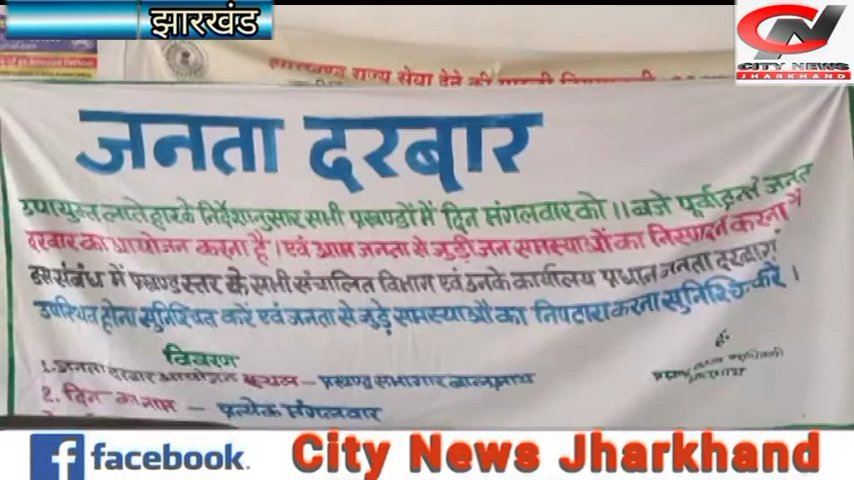 झारखंड
CN
CITY NEWS
JHARKHAND
झारखण्ड राज्य सेवा देने की
जनता दरबार
उपायुक्त लातेहार के निर्देशानुसार सभी प्रखण्डों में दिन मंगलवार को 11 बजे पूर्वाह्न जनता
दरबार का आयोजन करना है। एवं आम जनता से जुड़ी जन समस्याओं का निस्पादन करना है
इस संबंध में प्रखण्ड स्तर के सभी संचालित विभाग एवं उनके कार्यालय प्रधान जनता दरबार में
उपस्थित होना सुनिश्चित करें एवं जनता से जुड़े समस्याओं का निपटारा करना सुनिश्चित करें।
विवरण
1. जनता दरबार आयोजन स्थल – प्रखण्ड सभागार बालूमाथ
2. दिन का नाम – प्रत्येक मंगलवार
facebook.
City News Jharkhand